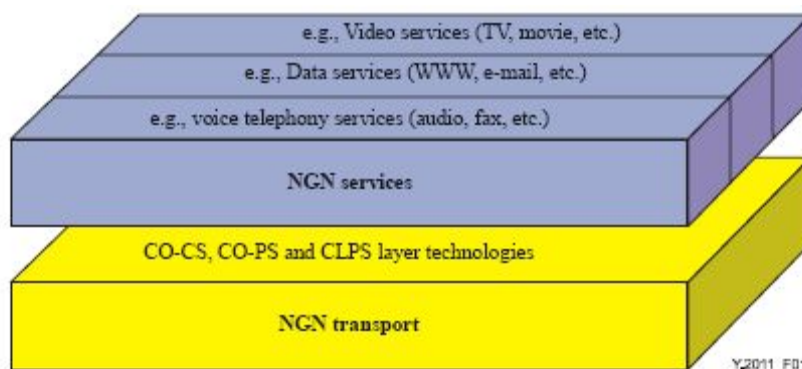 e.g., Video services (TV, movie, etc.)
e.g., Data services (WWW, e-mail, etc.)
e.g., voice telephony services (audio, fax, etc.)
NGN services
CO-CS, CO-PS and CLPS layer technologies
NGN transport